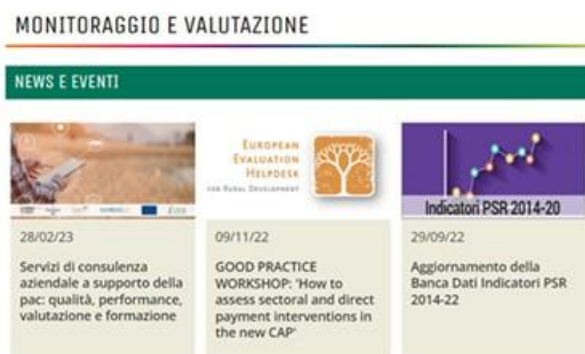 MONITORAGGIO E VALUTAZIONE
NEWS E EVENTI
EUROPEAN
EVALUATION
HELPDESK
FOR RURAL DEVELOPMENT
Indicatori PSR 2014-20
28/02/23
Servizi di consulenza
aziendale a supporto della
pac: qualità, performance,
valutazione e formazione
09/11/22
GOOD PRACTICE
WORKSHOP: 'How to
assess sectoral and direct
payment interventions in
the new CAP'
29/09/22
Aggiornamento della
Banca Dati Indicatori PSR
2014-22